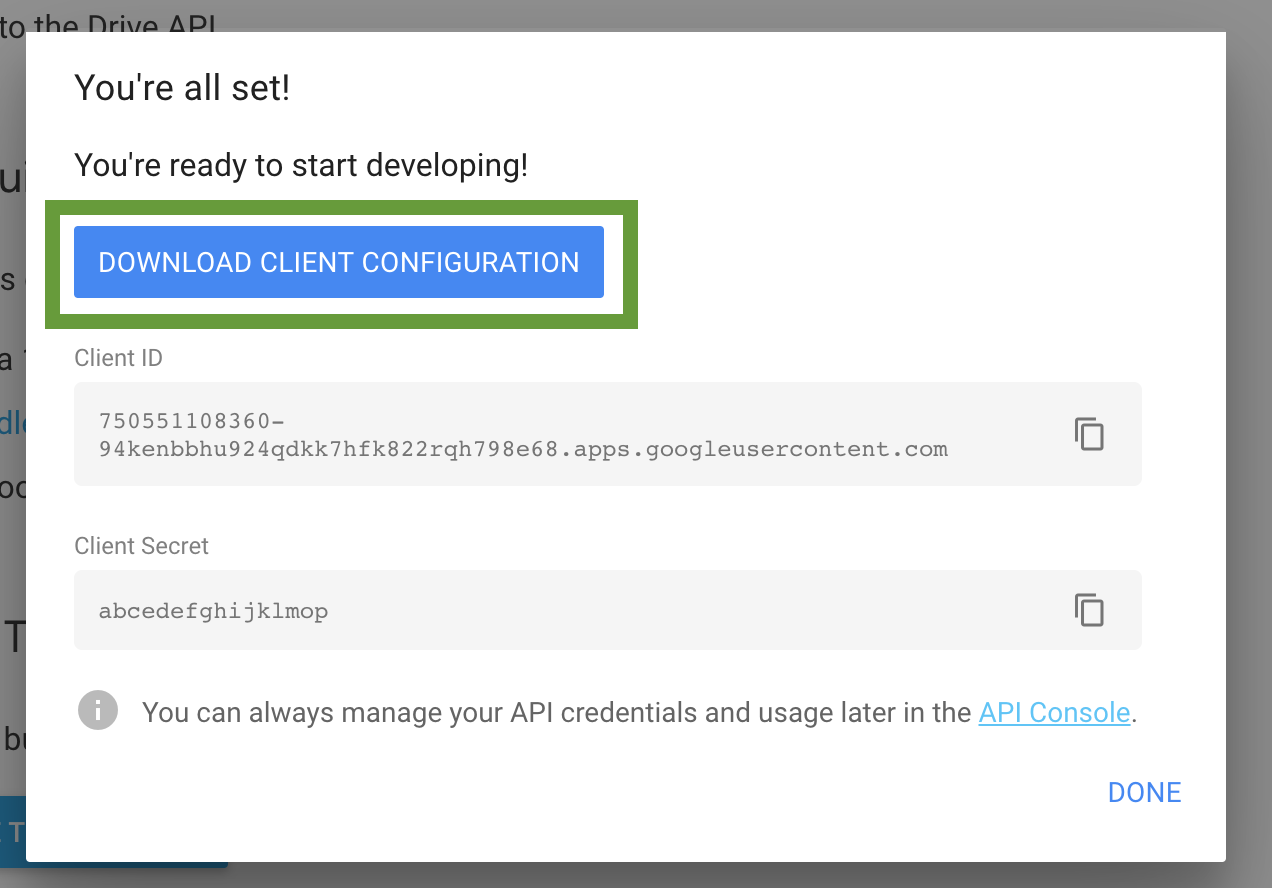 to the Drive API
You're all set!
You're ready to start developing!
DOWNLOAD CLIENT CONFIGURATION
Client ID
750551108360-
94kenbbhu924qdkk7hfk822rqh798e68.apps.googleusercontent.com
Client Secret
abcedefghijklmop
You can always manage your API credentials and usage later in the API Console.
DONE